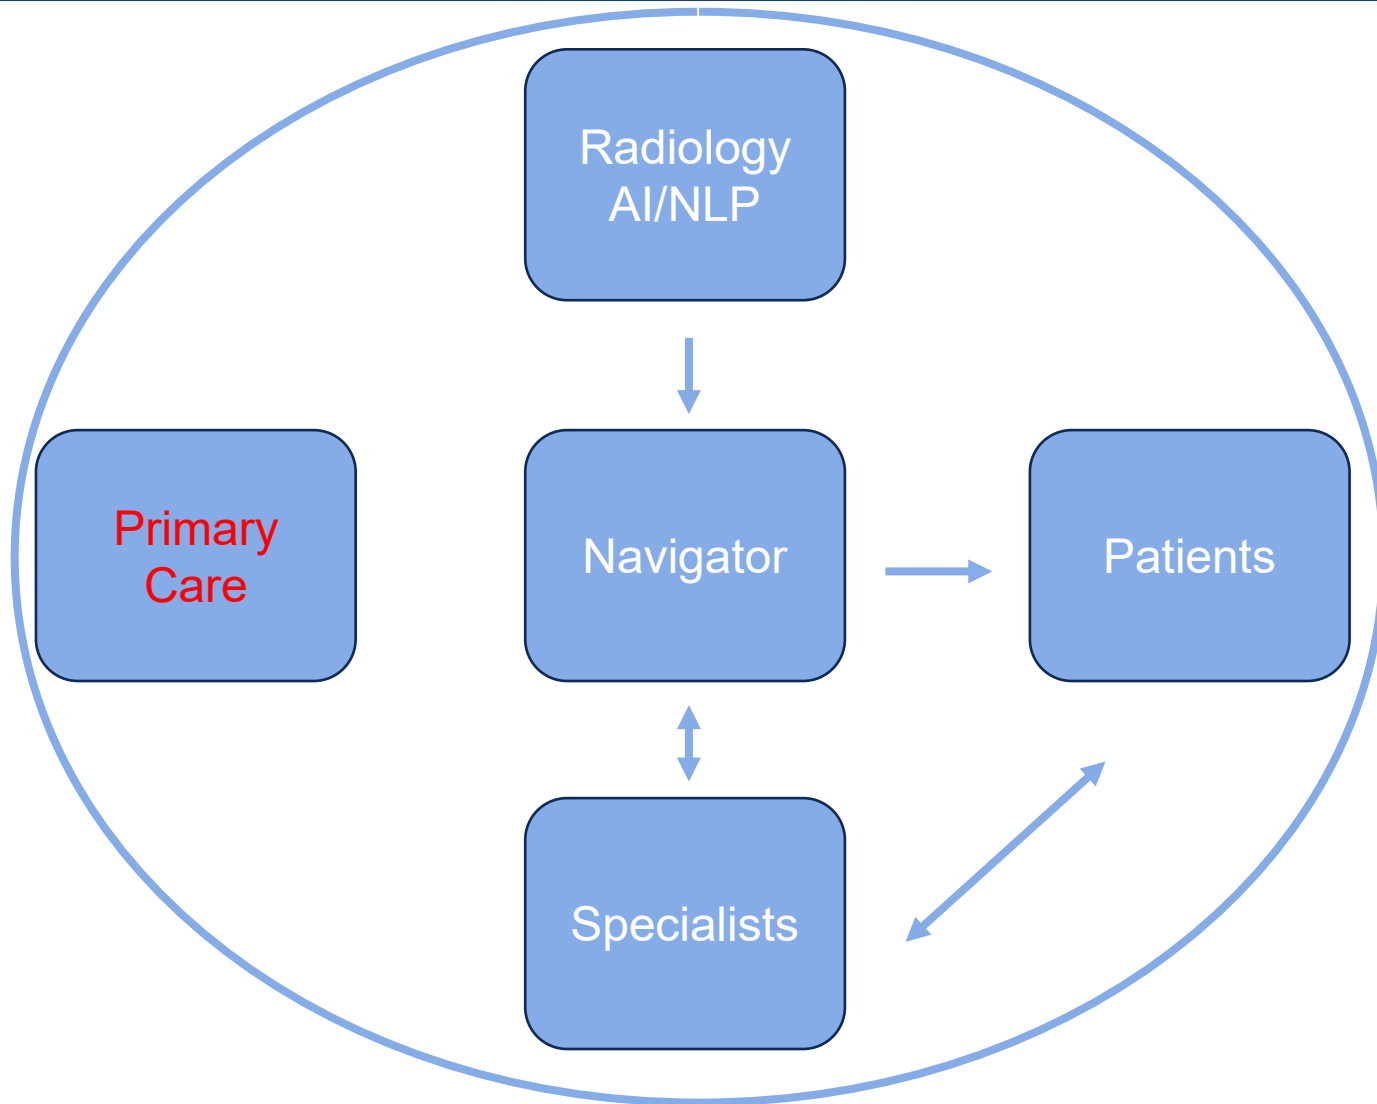 Radiology
AI/NLP
Primary
Care
Navigator
Patients
Specialists